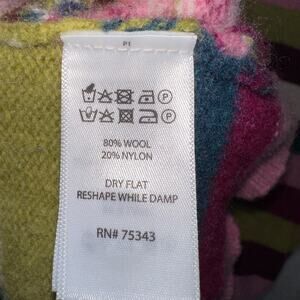 P1
80% WOOL
20% NYLON
DRY FLAT
RESHAPE WHILE DAMP
RN# 75343